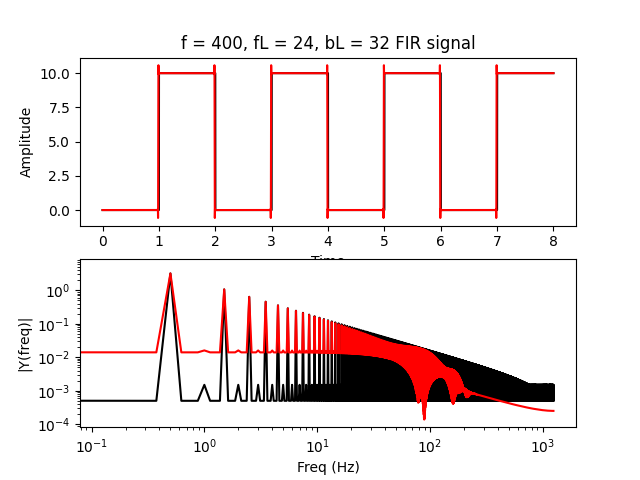 f = 400, fL = 24, bL = 32 FIR signal
10.0
7.5
5.0
2.5
0.0
Amplitude
0 1 2 3 4 5 6 7 8
Time
10⁰
10⁻¹
10⁻²
10⁻³
10⁻⁴
|Y(freq)|
10⁻¹ 10⁰ 10¹ 10² 10³
Freq (Hz)